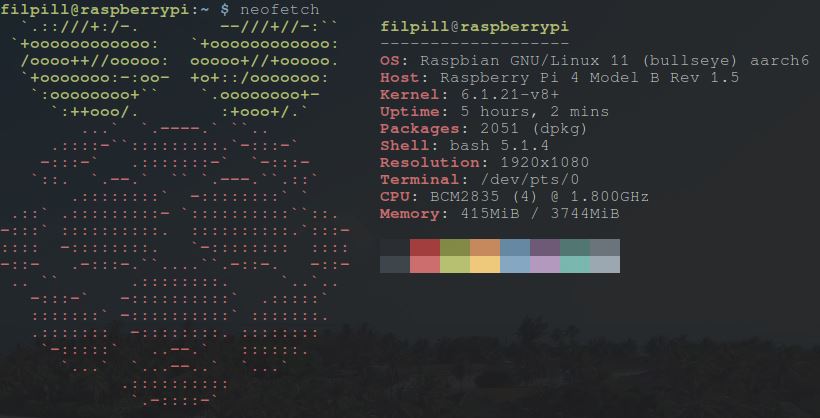 filpill@raspberrypi:~ $ neofetch
filpill@raspberrypi
-------------------
OS: Raspbian GNU/Linux 11 (bullseye) aarch6
Host: Raspberry Pi 4 Model B Rev 1.5
Kernel: 6.1.21-v8+
Uptime: 5 hours, 2 mins
Packages: 2051 (dpkg)
Shell: bash 5.1.4
Resolution: 1920x1080
Terminal: /dev/pts/0
CPU: BCM2835 (4) @ 1.800GHz
Memory: 415MiB / 3744MiB